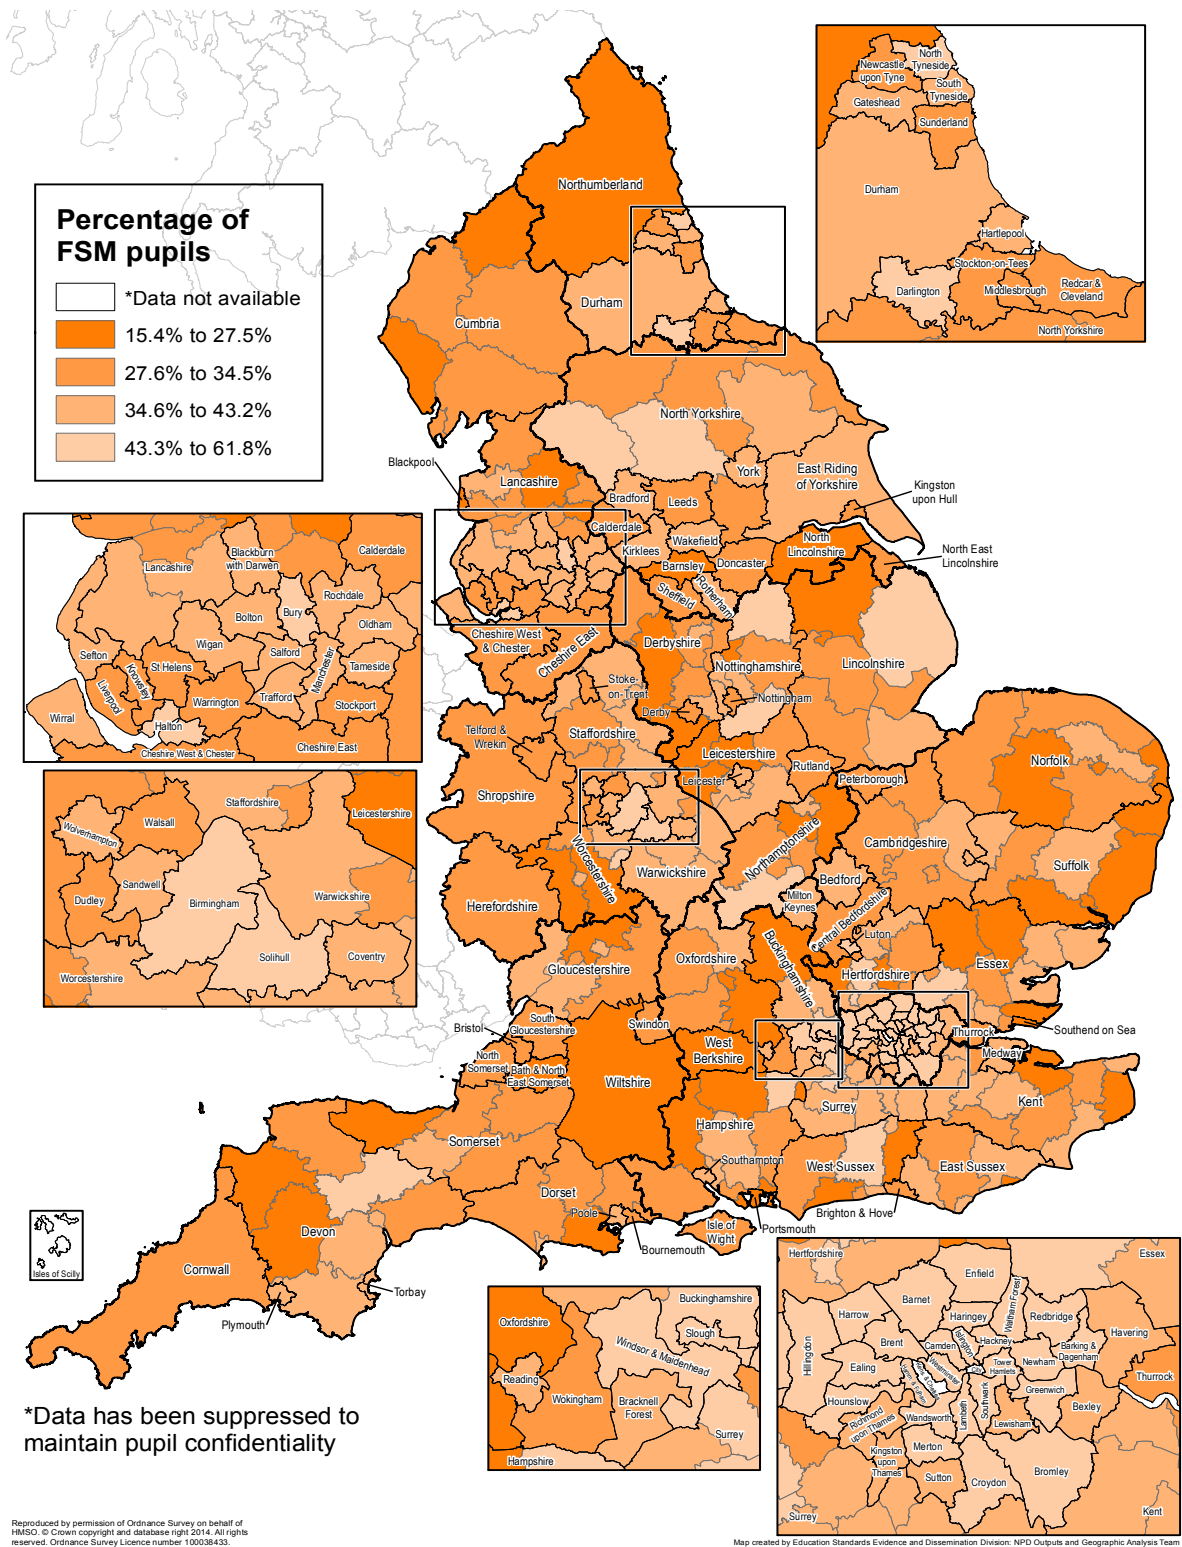 Percentage of
FSM pupils
*Data not available
15.4% to 27.5%
27.6% to 34.5%
34.6% to 43.2%
43.3% to 61.8%
Northumberland
Durham
Cumbria
North Yorkshire
Blackpool
Lancashire
York
East Riding
of Yorkshire
Bradford
Leeds
Kingston
upon Hull
Calderdale
Kirklees
Wakefield
North
Lincolnshire
North East
Lincolnshire
Barnsley
Doncaster
Sheffield
Rotherham
Cheshire West
& Chester
Cheshire East
Derbyshire
Nottinghamshire
Lincolnshire
Stoke-
on-Trent
Nottingham
Derby
Telford &
Wrekin
Staffordshire
Leicestershire
Rutland
Leicester
Peterborough
Norfolk
Shropshire
Worcestershire
Northamptonshire
Cambridgeshire
Suffolk
Warwickshire
Bedford
Herefordshire
Milton
Keynes
Central Bedfordshire
Luton
Buckinghamshire
Oxfordshire
Gloucestershire
Hertfordshire
Essex
South
Gloucestershire
Swindon
Bristol
Thurrock
Southend on Sea
North
Somerset
Bath & North
East Somerset
West
Berkshire
Medway
Wiltshire
Surrey
Kent
Hampshire
Somerset
Southampton
West Sussex
East Sussex
Dorset
Poole
Isle of
Wight
Portsmouth
Brighton & Hove
Bournemouth
Devon
Cornwall
Torbay
Plymouth
Isles of Scilly
Newcastle
upon Tyne
North
Tyneside
South
Tyneside
Gateshead
Sunderland
Durham
Hartlepool
Stockton-on-Tees
Darlington
Middlesbrough
Redcar &
Cleveland
North Yorkshire
Lancashire
Blackburn
with Darwen
Calderdale
Rochdale
Bolton
Bury
Oldham
Wigan
Salford
Sefton
St Helens
Knowsley
Liverpool
Manchester
Tameside
Trafford
Warrington
Stockport
Wirral
Halton
Cheshire West & Chester
Cheshire East
Staffordshire
Leicestershire
Walsall
Wolverhampton
Sandwell
Dudley
Birmingham
Warwickshire
Solihull
Coventry
Worcestershire
Buckinghamshire
Oxfordshire
Slough
Windsor & Maidenhead
Reading
Wokingham
Bracknell
Forest
Surrey
Hampshire
Hertfordshire
Essex
Enfield
Barnet
Waltham Forest
Harrow
Haringey
Redbridge
Havering
Hillingdon
Brent
Camden
Islington
Hackney
Barking &
Dagenham
Ealing
Westminster
City
Tower
Hamlets
Newham
Thurrock
Hounslow
Richmond
upon Thames
Wandsworth
Lambeth
Southwark
Greenwich
Lewisham
Bexley
Merton
Kingston
upon
Thames
Sutton
Croydon
Bromley
Surrey
Kent
*Data has been suppressed to
maintain pupil confidentiality
Reproduced by permission of Ordnance Survey on behalf of
HMSO. © Crown copyright and database right 2014. All rights
reserved. Ordnance Survey Licence number 100038433.
Map created by Education Standards Evidence and Dissemination Division: NPD Outputs and Geographic Analysis Team